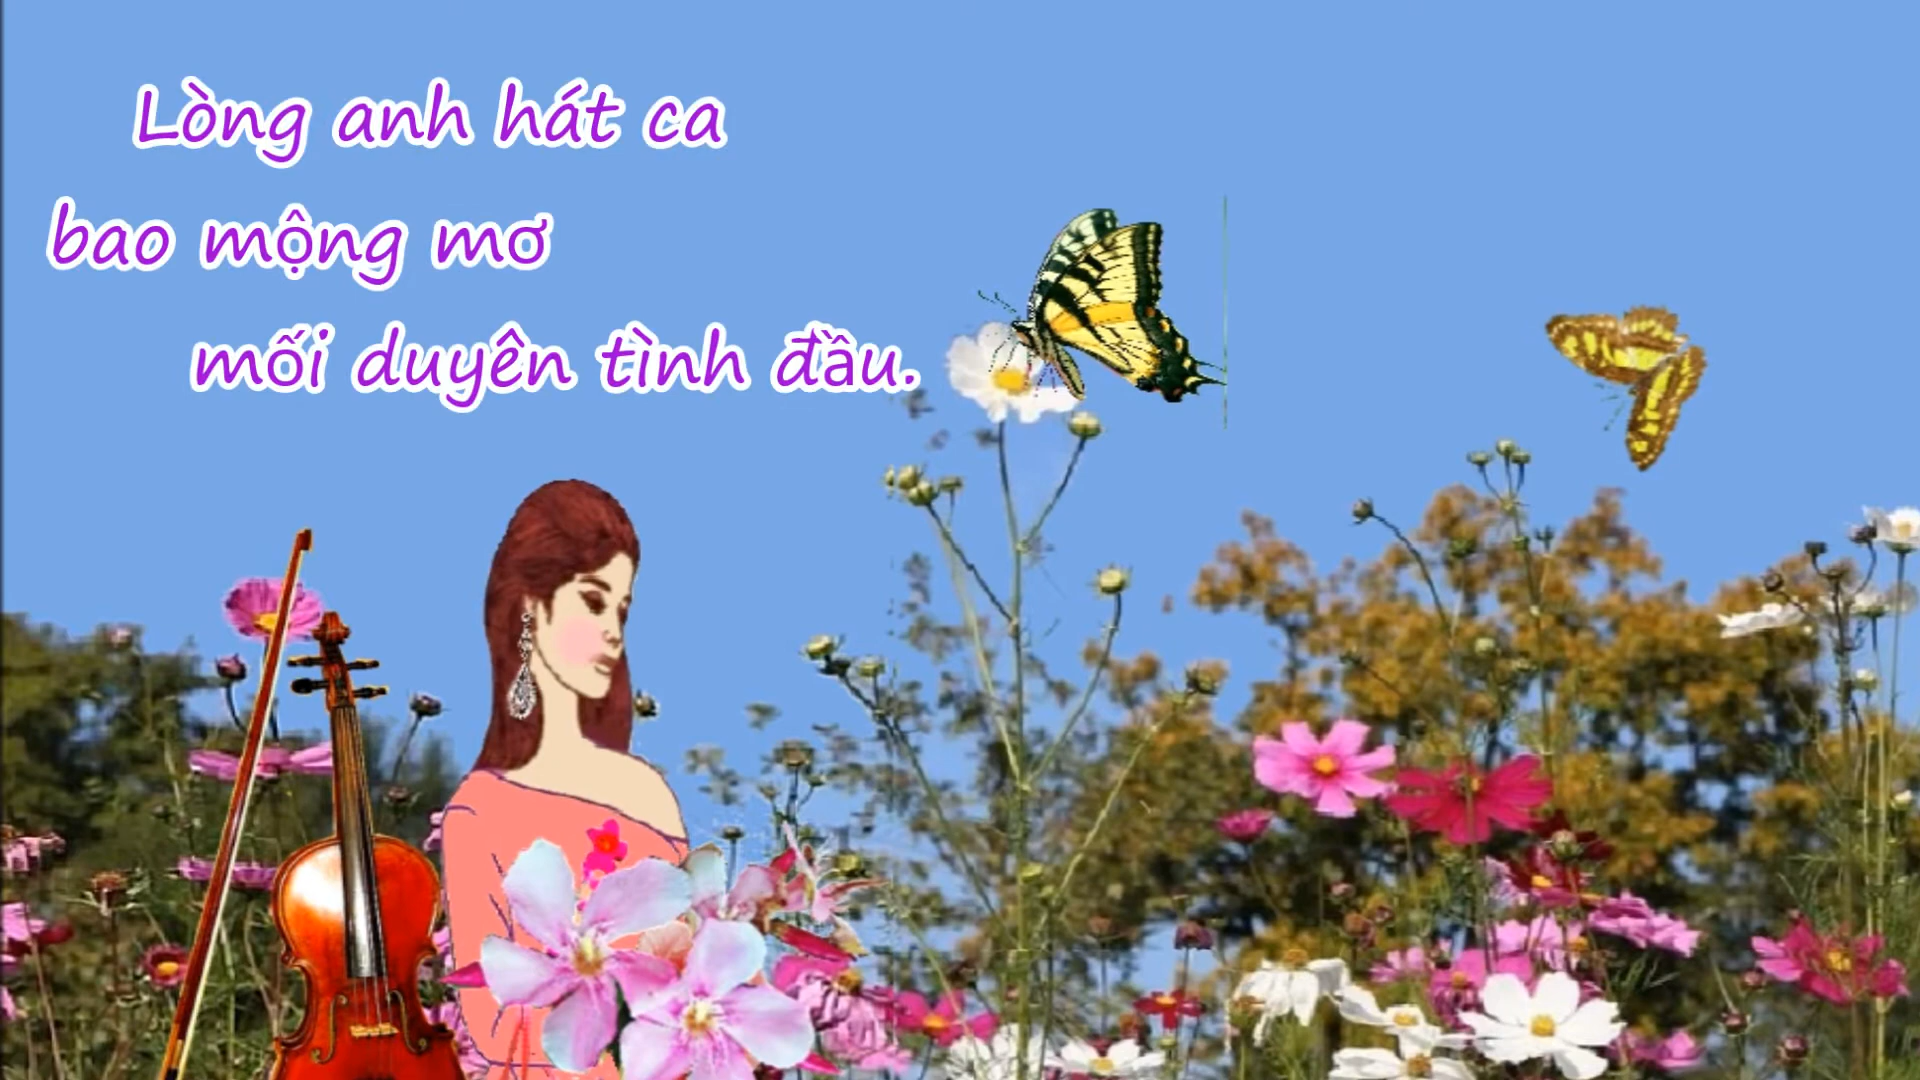 Lòng anh hát ca
bao mộng mơ
mối duyên tình đầu.